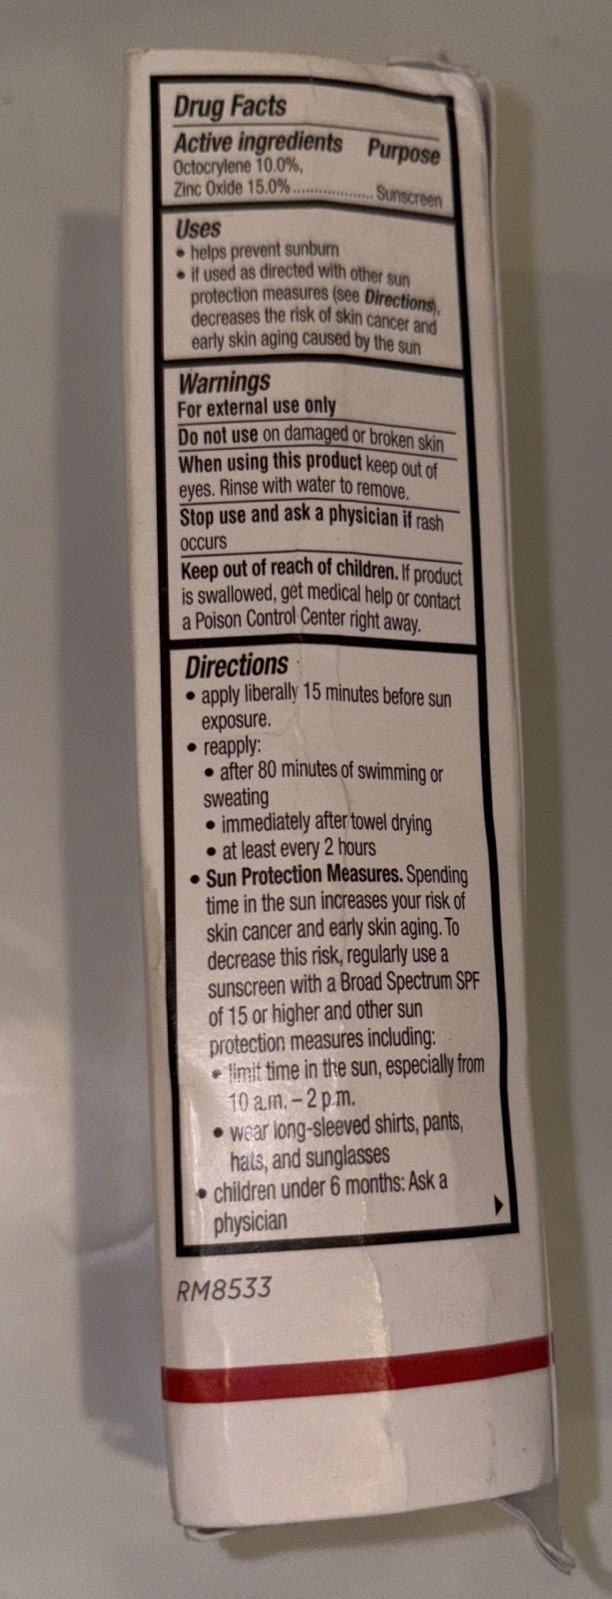 Drug Facts
Active ingredients Purpose
Octocrylene 10.0%,
Zinc Oxide 15.0%.................... Sunscreen
Uses
• helps prevent sunburn
• if used as directed with other sun
protection measures (see Directions),
decreases the risk of skin cancer and
early skin aging caused by the sun
Warnings
For external use only
Do not use on damaged or broken skin
When using this product keep out of
eyes. Rinse with water to remove.
Stop use and ask a physician if rash
occurs
Keep out of reach of children. If product
is swallowed, get medical help or contact
a Poison Control Center right away.
Directions
• apply liberally 15 minutes before sun
exposure.
• reapply:
• after 80 minutes of swimming or
sweating
• immediately after towel drying
• at least every 2 hours
• Sun Protection Measures. Spending
time in the sun increases your risk of
skin cancer and early skin aging. To
decrease this risk, regularly use a
sunscreen with a Broad Spectrum SPF
of 15 or higher and other sun
protection measures including:
• limit time in the sun, especially from
10 a.m. – 2 p.m.
• wear long-sleeved shirts, pants,
hats, and sunglasses
• children under 6 months: Ask a
physician
RM8533